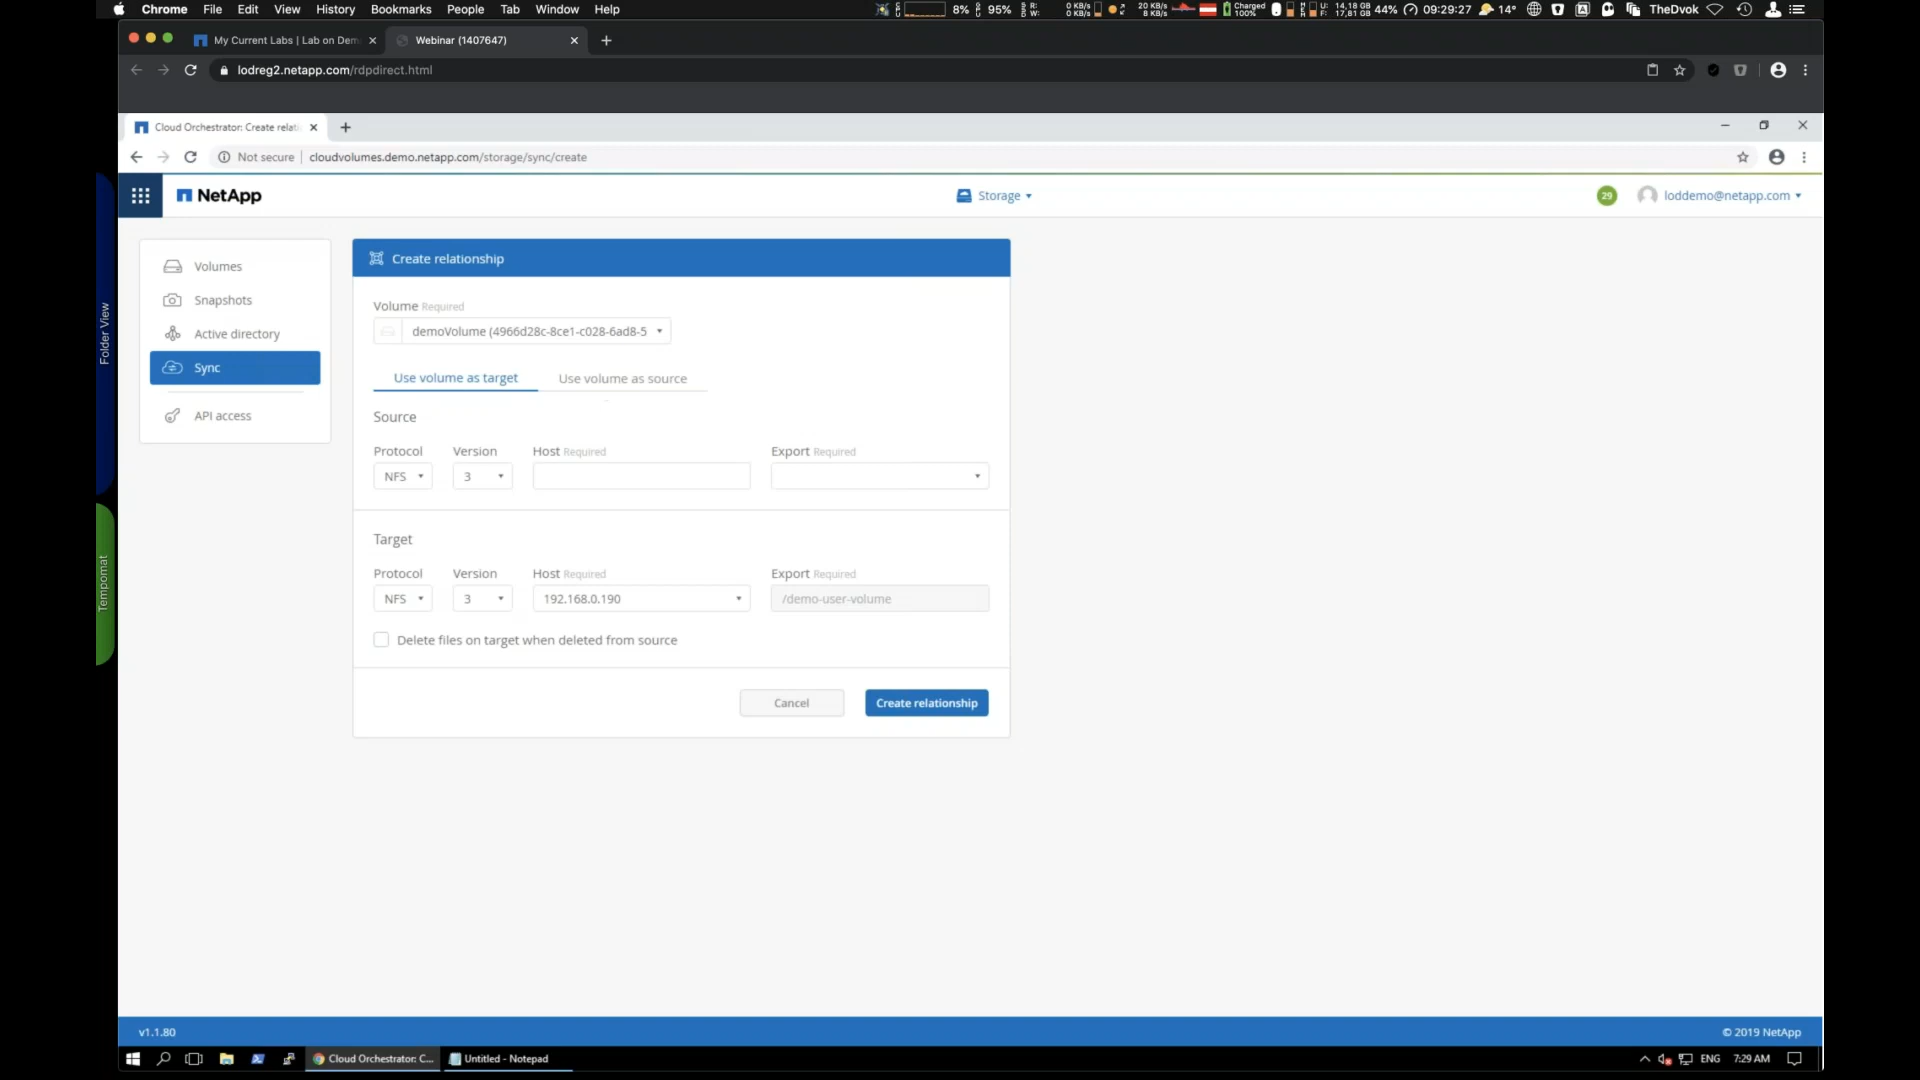 Chrome File Edit View History Bookmarks People Tab Window Help
8% 95% R: W: 0 KB/s 0 KB/s 20 KB/s 8 KB/s Charged 100% U: F: 14,18 GB 17,81 GB 44% 09:29:27 14° TheDvok
My Current Labs | Lab on Dem
Webinar (1407647)
lodreg2.netapp.com/rdpdirect.html
Cloud Orchestrator: Create relati
Not secure cloudvolumes.demo.netapp.com/storage/sync/create
NetApp
Storage
29
loddemo@netapp.com
Folder View
Tempomat
Volumes
Snapshots
Active directory
Sync
API access
Create relationship
Volume Required
demoVolume (4966d28c-8ce1-c028-6ad8-5
Use volume as target
Use volume as source
Source
Protocol Version Host Required Export Required
NFS 3
Target
Protocol Version Host Required Export Required
NFS 3 192.168.0.190 /demo-user-volume
Delete files on target when deleted from source
Cancel
Create relationship
v1.1.80
© 2019 NetApp
Cloud Orchestrator: C...
Untitled - Notepad
ENG
7:29 AM